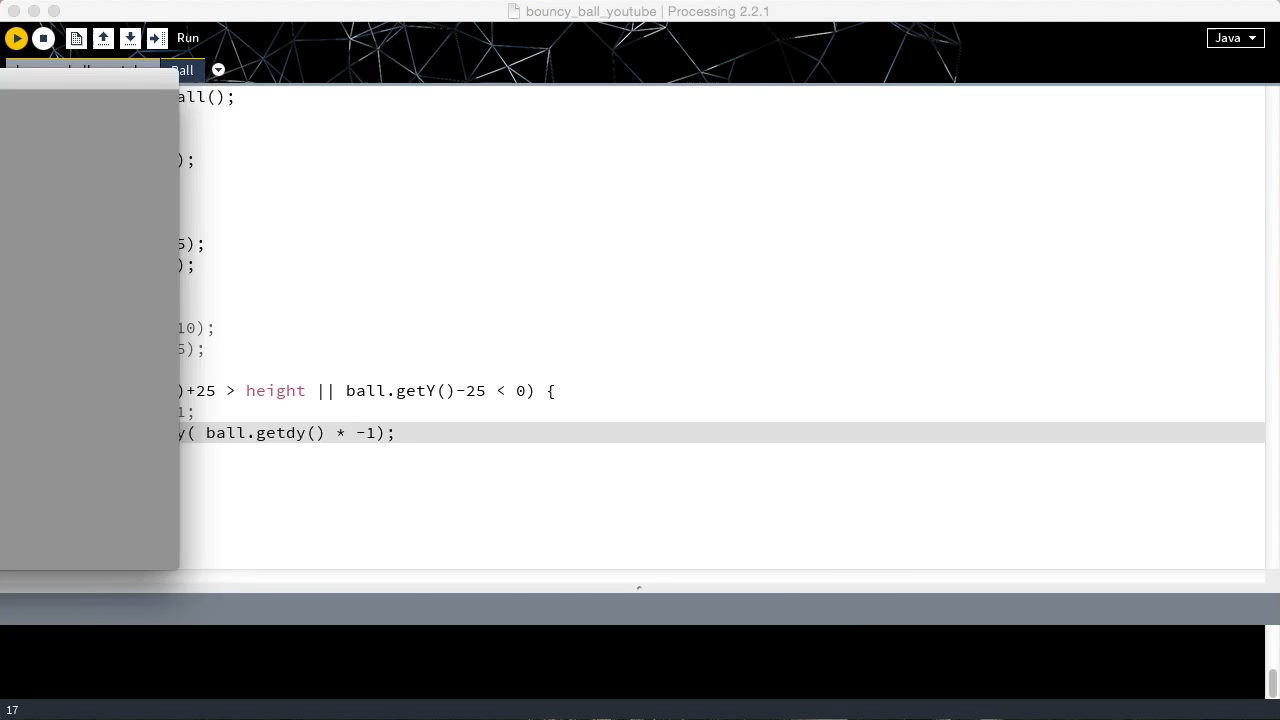 bouncy_ball_youtube | Processing 2.2.1
Run
Java
Ball
all();
);
5);
);
10);
5);
)+25 > height || ball.getY()-25 < 0) {
1;
y( ball.getdy() * -1);
17